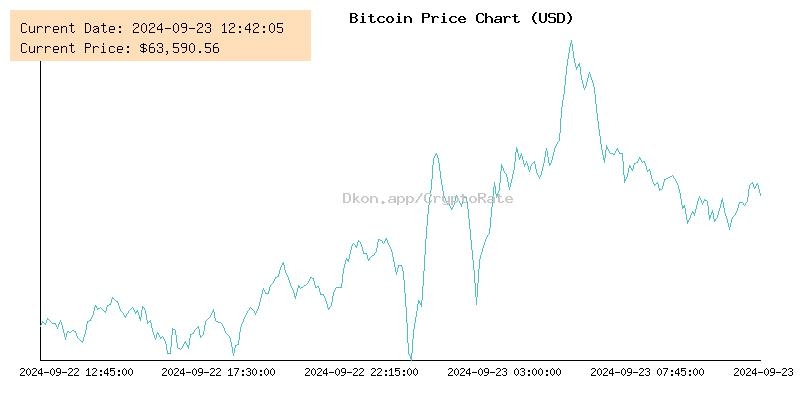 Bitcoin Price Chart (USD)
Current Date: 2024-09-23 12:42:05
Current Price: $63,590.56
Dkon.app/CryptoRate
2024-09-22 12:45:00 2024-09-22 17:30:00 2024-09-22 22:15:00 2024-09-23 03:00:00 2024-09-23 07:45:00 2024-09-23